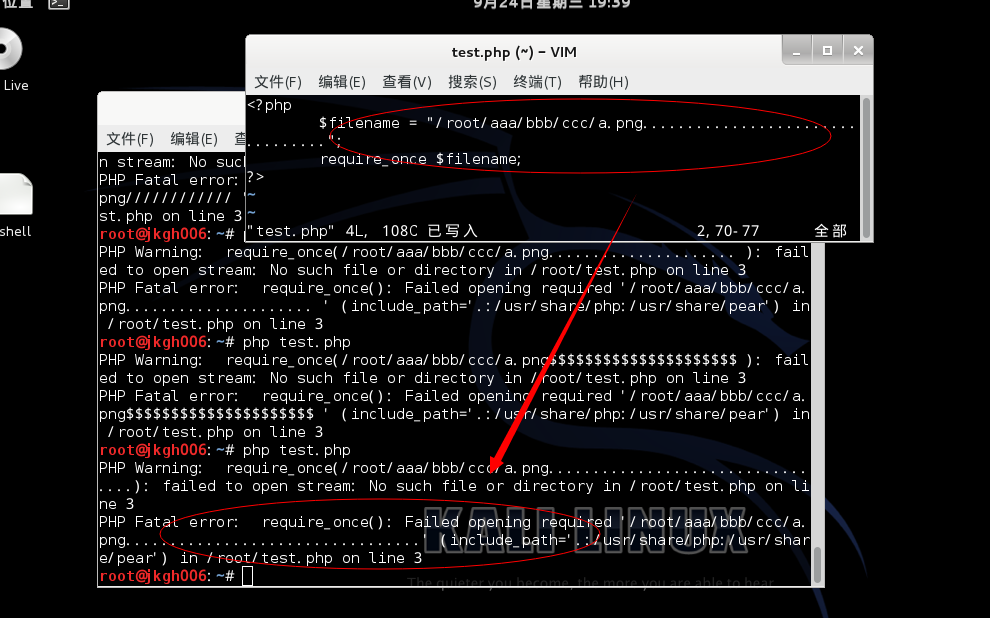 位置
9月24日星期三 19:39
Live
shell
test.php (~) - VIM
文件(F) 编辑(E) 查看(V) 搜索(S) 终端(T) 帮助(H)
<?php
$filename = "/root/aaa/bbb/ccc/a.png........................
.........";
require_once $filename;
?>
~
~
"test.php" 4L, 108C 已写入 2,70-77 全部
文件(F) 编辑(E) 查
n stream: No suc
PHP Fatal error:
png//////////// '
st.php on line 3
root@jkgh006:~#
PHP Warning:  require_once(/root/aaa/bbb/ccc/a.png..................... ): fail
ed to open stream: No such file or directory in /root/test.php on line 3
PHP Fatal error:  require_once(): Failed opening required '/root/aaa/bbb/ccc/a.
png..................... ' (include_path='.:/usr/share/php:/usr/share/pear') in
/root/test.php on line 3
root@jkgh006:~# php test.php
PHP Warning:  require_once(/root/aaa/bbb/ccc/a.png$$$$$$$$$$$$$$$$$$$$$ ): fail
ed to open stream: No such file or directory in /root/test.php on line 3
PHP Fatal error:  require_once(): Failed opening required '/root/aaa/bbb/ccc/a.
png$$$$$$$$$$$$$$$$$$$$$ ' (include_path='.:/usr/share/php:/usr/share/pear') in
/root/test.php on line 3
root@jkgh006:~# php test.php
PHP Warning:  require_once(/root/aaa/bbb/ccc/a.png.............................
....): failed to open stream: No such file or directory in /root/test.php on li
ne 3
PHP Fatal error:  require_once(): Failed opening required '/root/aaa/bbb/ccc/a.
png.................................' (include_path='.:/usr/share/php:/usr/shar
e/pear') in /root/test.php on line 3
root@jkgh006:~#
KALI LINUX
The quieter you become, the more you are able to hear